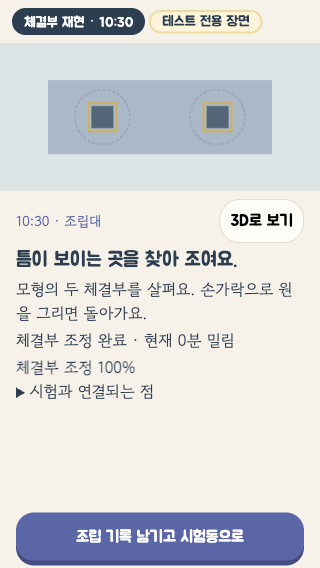 체결부 재현 · 10:30
테스트 전용 장면
10:30 · 조립대
3D로 보기
틈이 보이는 곳을 찾아 조여요.
모형의 두 체결부를 살펴요. 손가락으로 원
을 그리면 돌아가요.
체결부 조정 완료 · 현재 0분 밀림
체결부 조정 100%
▶ 시험과 연결되는 점
조립 기록 남기고 시험동으로